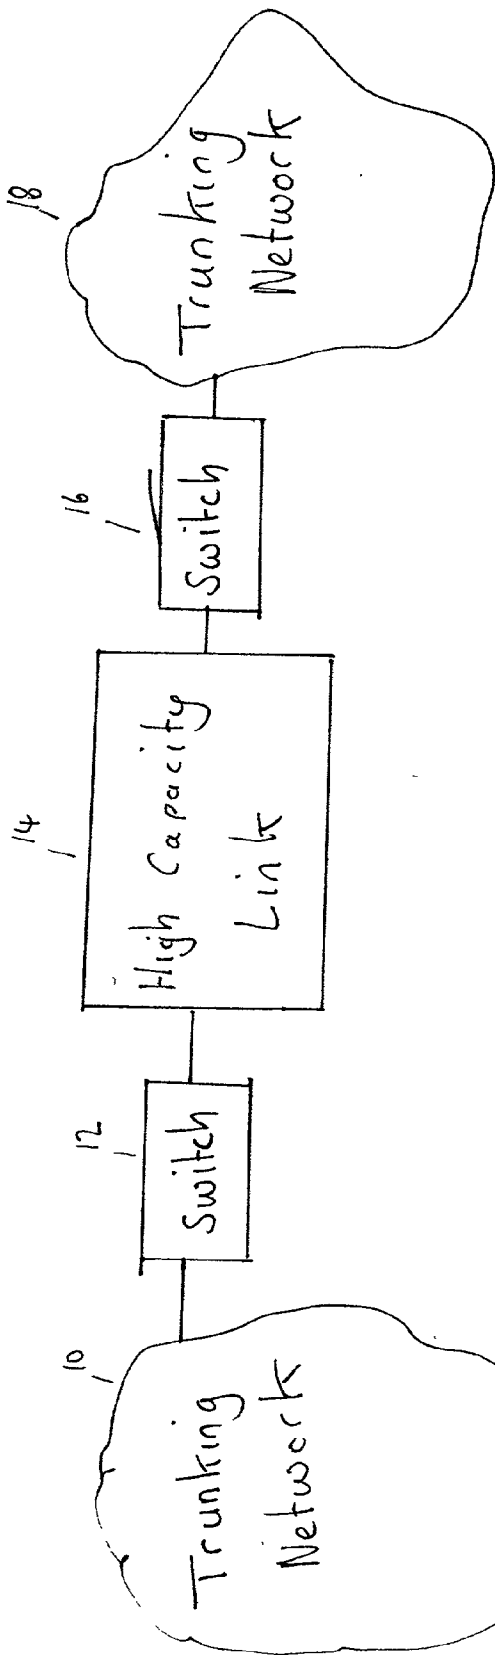 10
Trunking
Network
12
Switch
14
High Capacity
Link
16
Switch
18
Trunking
Network